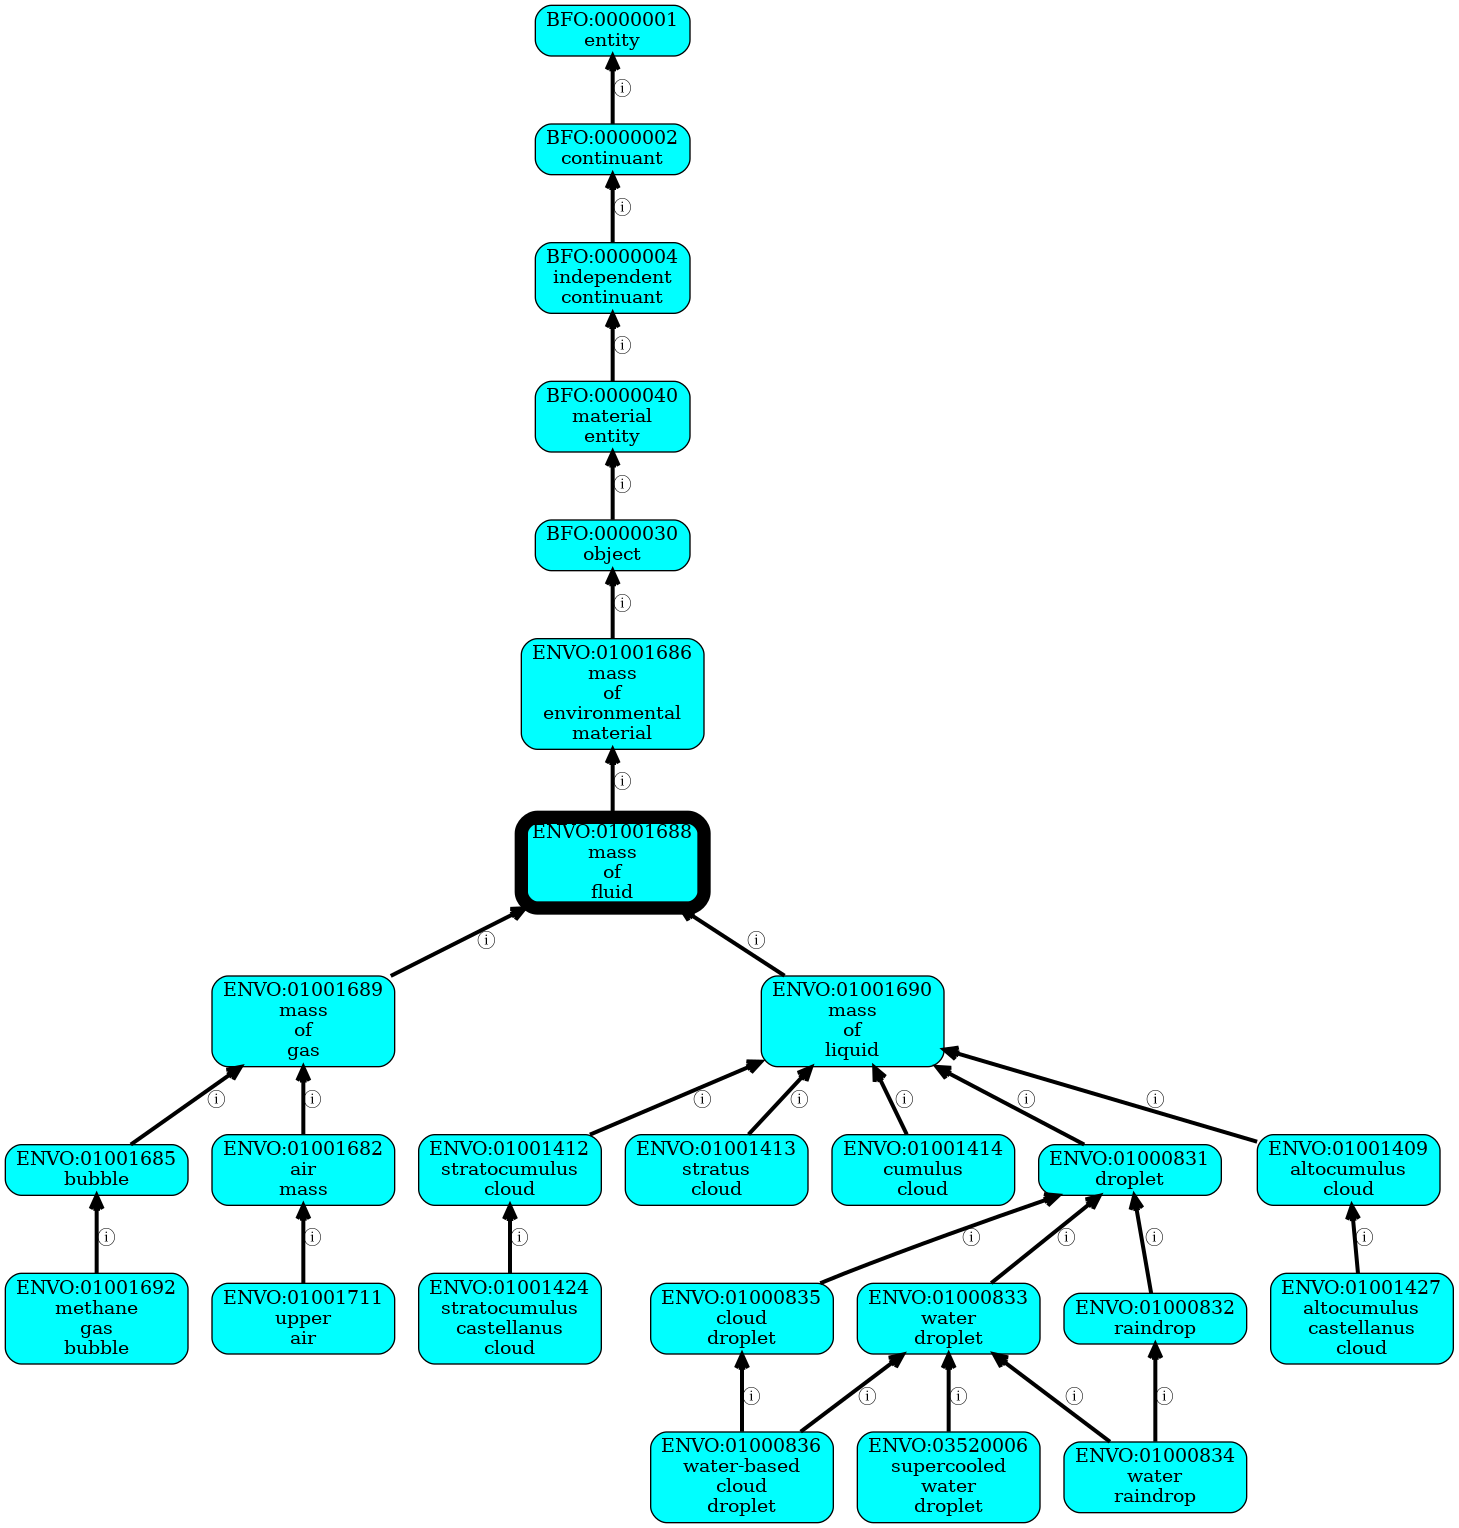 BFO:0000001
entity
ⓘ
BFO:0000002
continuant
ⓘ
BFO:0000004
independent
continuant
ⓘ
BFO:0000040
material
entity
ⓘ
BFO:0000030
object
ⓘ
ENVO:01001686
mass
of
environmental
material
ⓘ
ENVO:01001688
mass
of
fluid
ⓘ
ⓘ
ENVO:01001689
mass
of
gas
ENVO:01001690
mass
of
liquid
ⓘ
ⓘ
ⓘ
ⓘ
ⓘ
ⓘ
ⓘ
ENVO:01001685
bubble
ENVO:01001682
air
mass
ENVO:01001412
stratocumulus
cloud
ENVO:01001413
stratus
cloud
ENVO:01001414
cumulus
cloud
ENVO:01000831
droplet
ENVO:01001409
altocumulus
cloud
ⓘ
ⓘ
ⓘ
ⓘ
ⓘ
ⓘ
ⓘ
ENVO:01001692
methane
gas
bubble
ENVO:01001711
upper
air
ENVO:01001424
stratocumulus
castellanus
cloud
ENVO:01000835
cloud
droplet
ENVO:01000833
water
droplet
ENVO:01000832
raindrop
ENVO:01001427
altocumulus
castellanus
cloud
ⓘ
ⓘ
ⓘ
ⓘ
ⓘ
ENVO:01000836
water-based
cloud
droplet
ENVO:03520006
supercooled
water
droplet
ENVO:01000834
water
raindrop